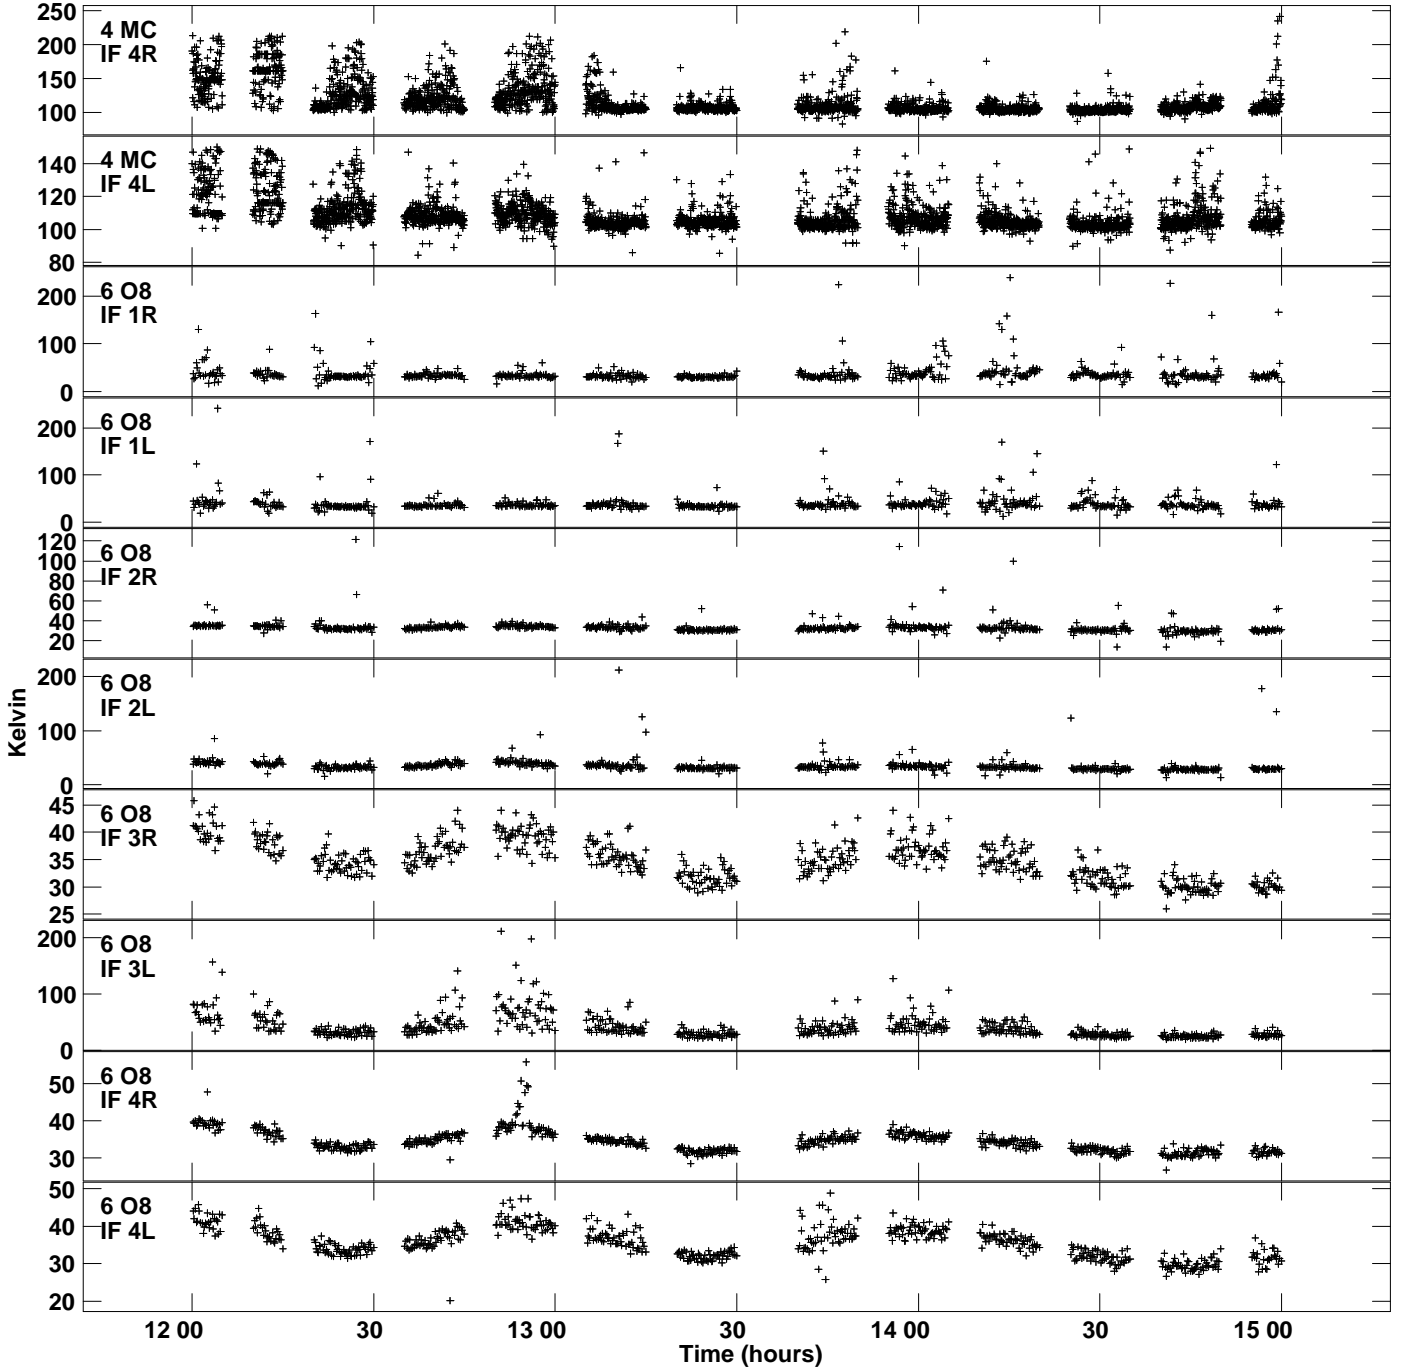 250
200
150
100
4 MC
IF 4R
140
120
100
80
4 MC
IF 4L
200
100
0
6 O8
IF 1R
200
100
0
6 O8
IF 1L
120
100
80
60
40
20
6 O8
IF 2R
200
100
0
6 O8
IF 2L
45
40
35
30
25
6 O8
IF 3R
200
100
0
6 O8
IF 3L
50
40
30
6 O8
IF 4R
50
40
30
20
6 O8
IF 4L
Kelvin
12 00 30 13 00 30 14 00 30 15 00
Time (hours)